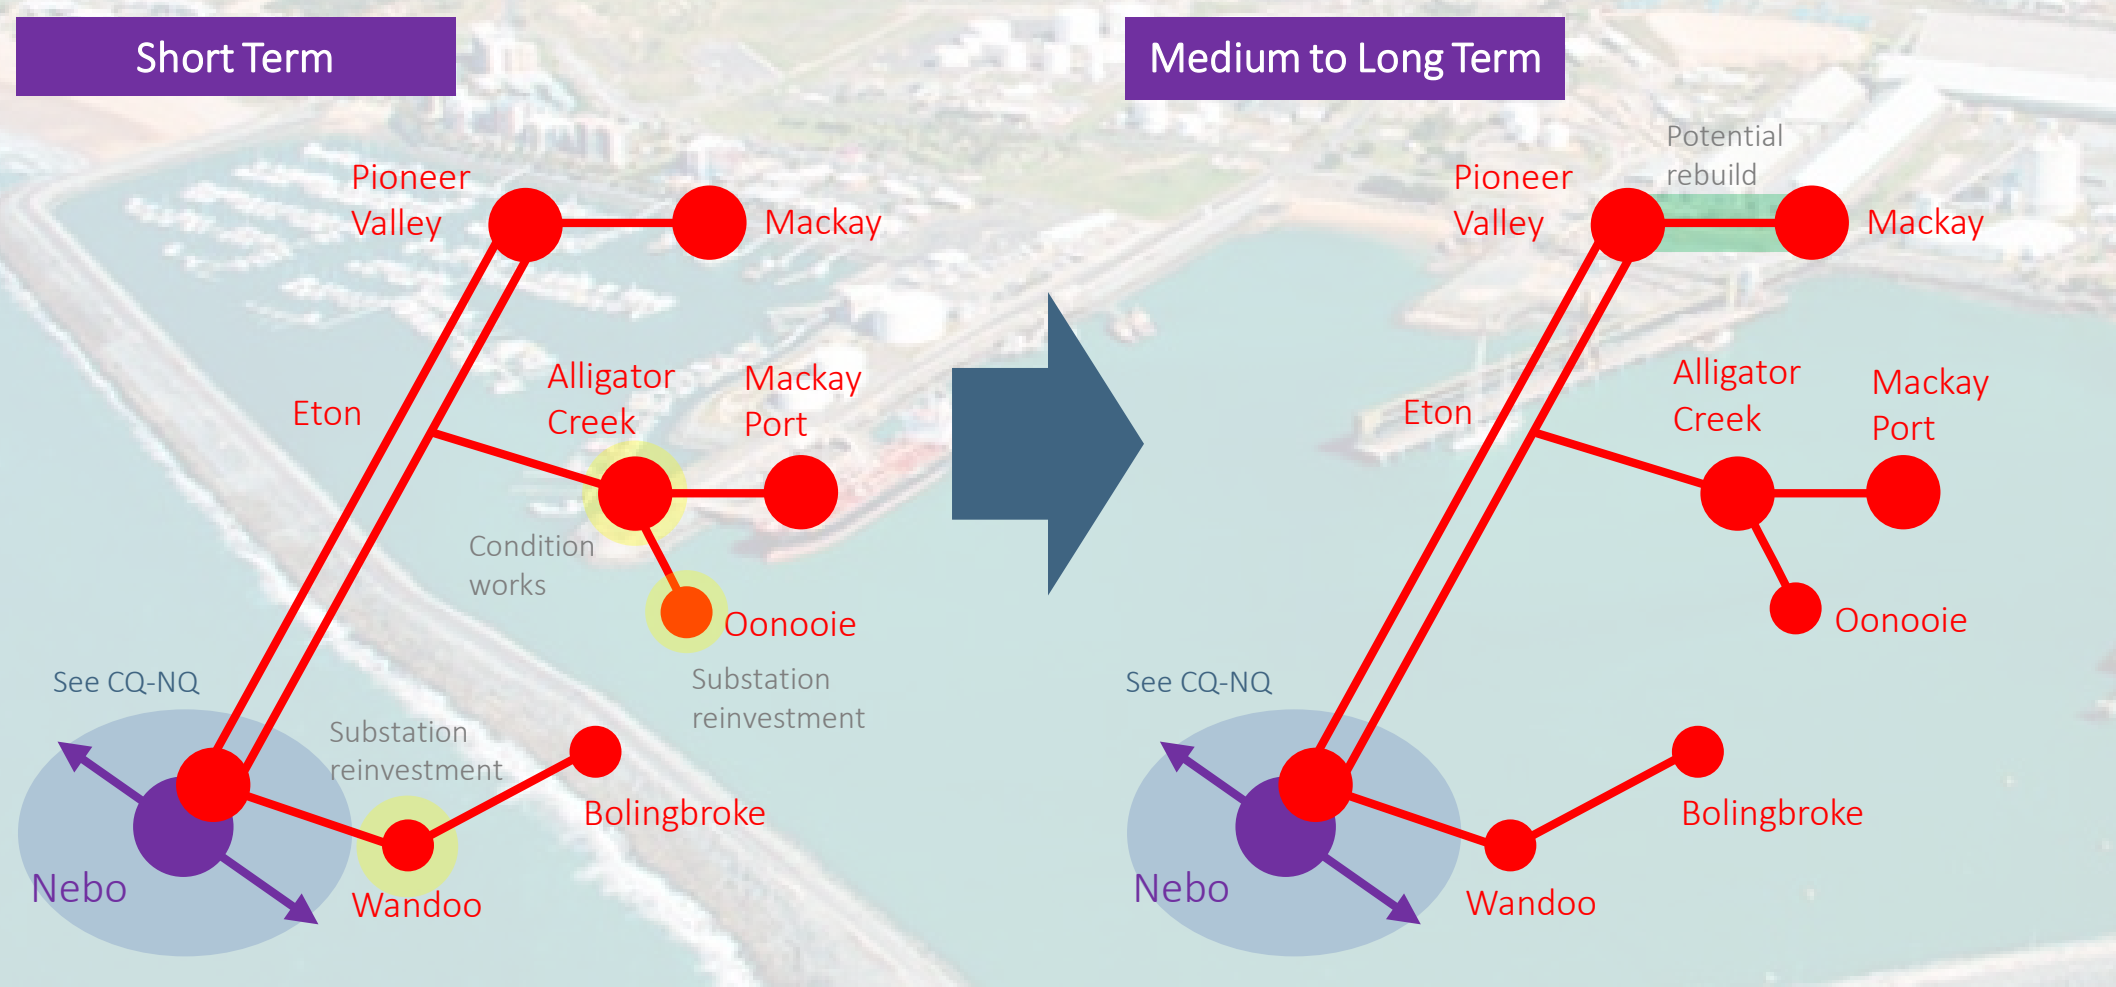 Short Term
Pioneer
Valley
Mackay
Eton
Alligator
Creek
Mackay
Port
Condition
works
Oonooie
Substation
reinvestment
See CQ-NQ
Substation
reinvestment
Bolingbroke
Nebo
Wandoo
Medium to Long Term
Potential
rebuild
Pioneer
Valley
Mackay
Eton
Alligator
Creek
Mackay
Port
Oonooie
See CQ-NQ
Bolingbroke
Nebo
Wandoo